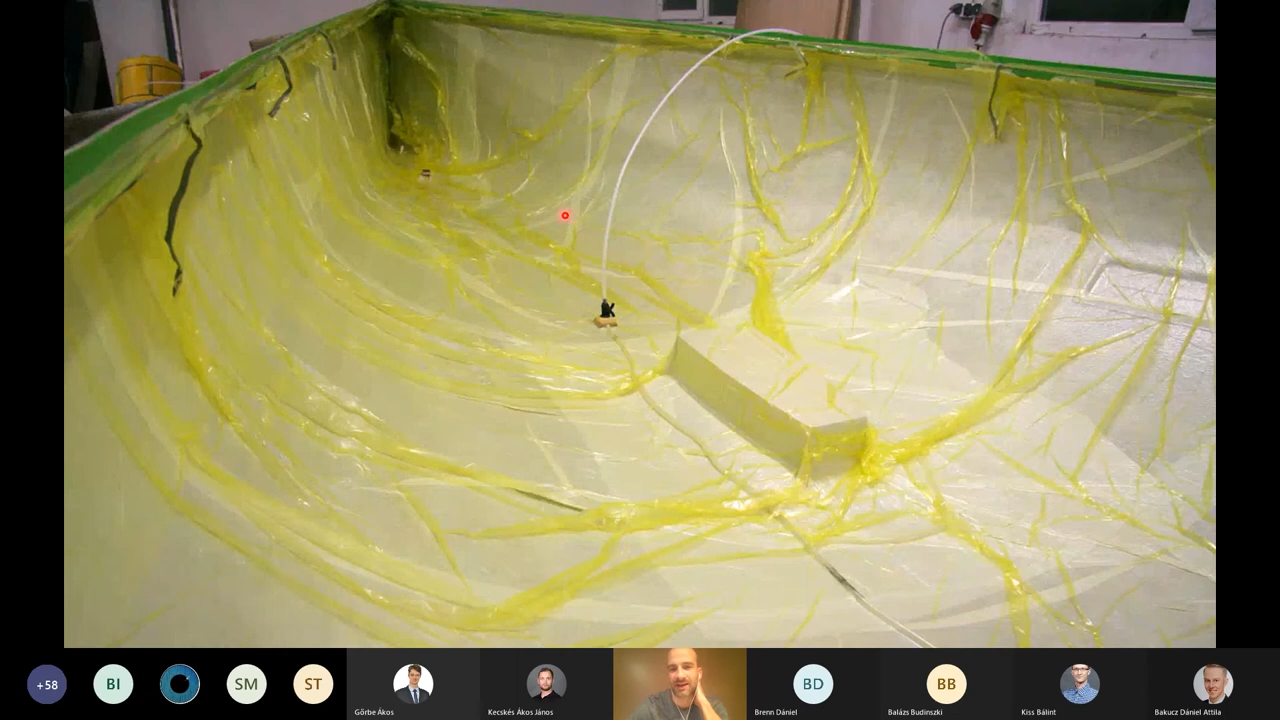 +58
BI
SM
ST
BD
BB
Gőrbe Ákos
Kecskés Ákos János
Brenn Dániel
Balázs Budinszki
Kiss Bálint
Bakucz Dániel Attila